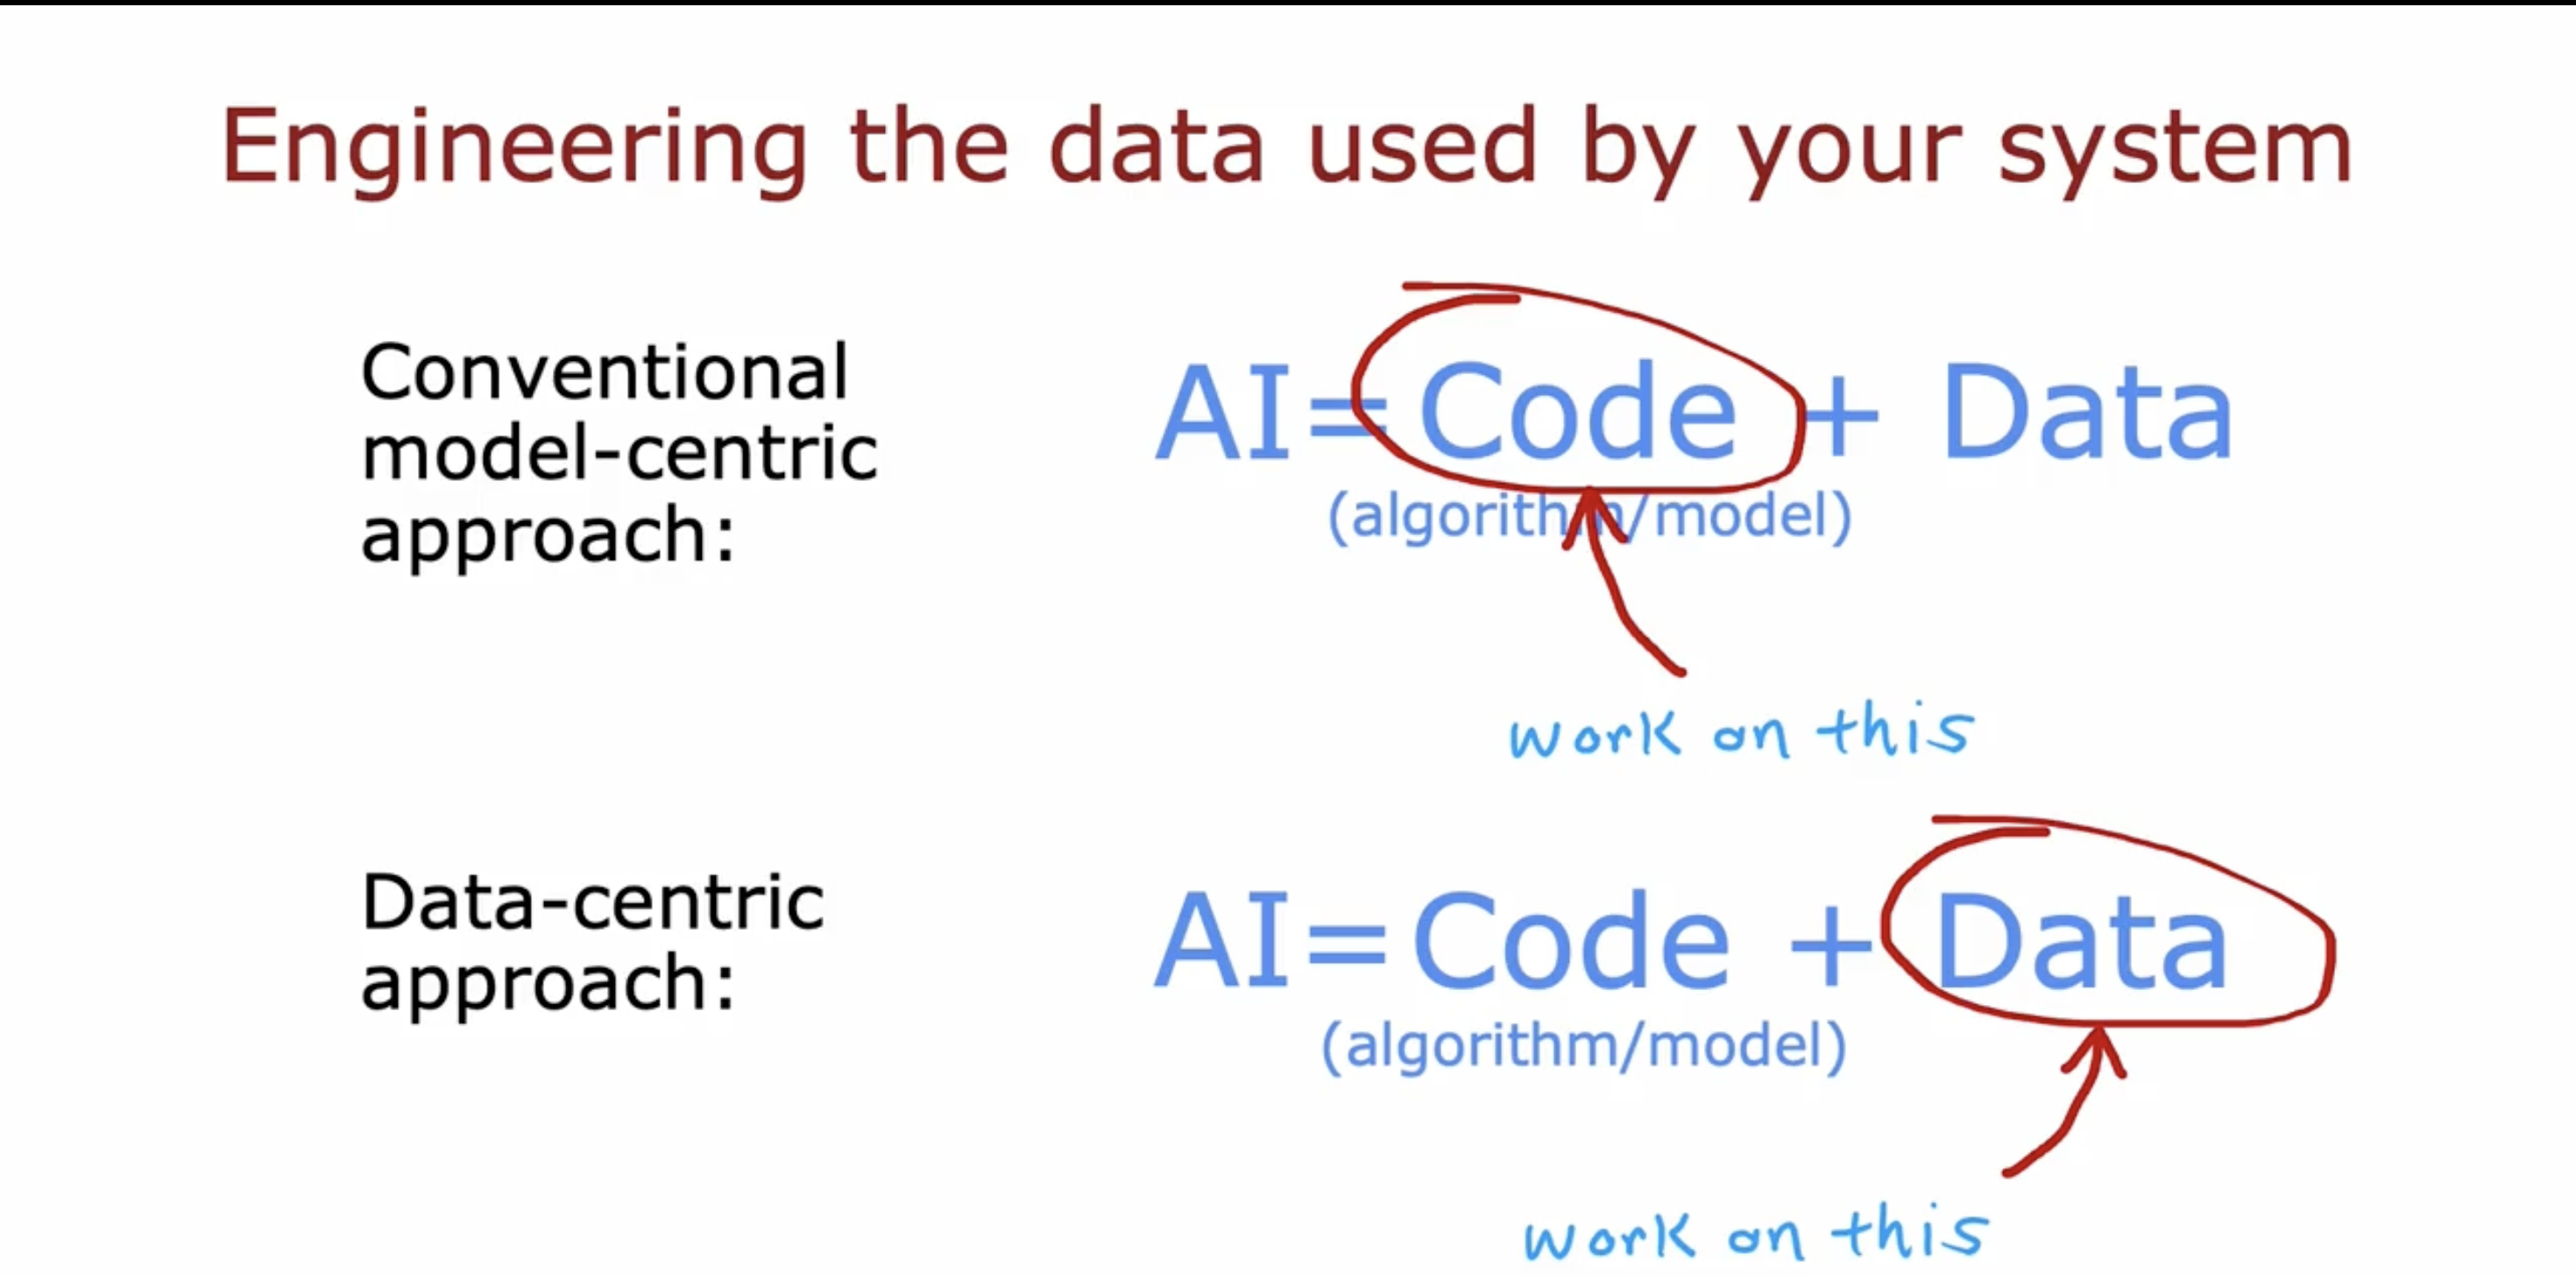 Engineering the data used by your system
Conventional
model-centric
approach:
AI=Code + Data
(algorithm/model)
work on this
Data-centric
approach:
AI=Code + Data
(algorithm/model)
work on this